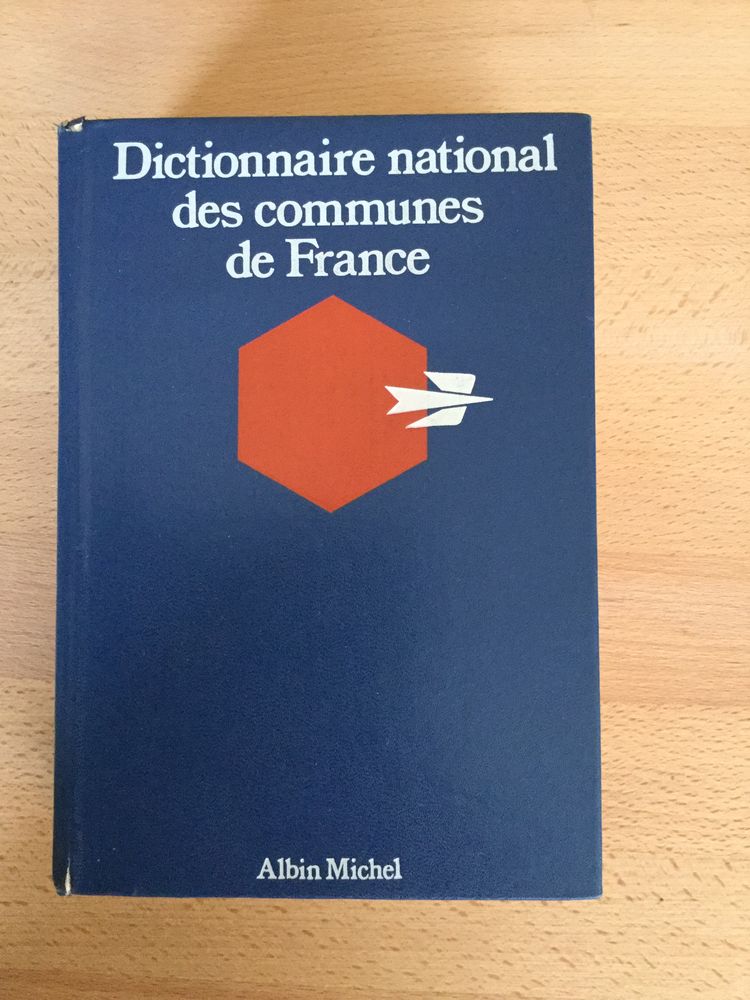 Dictionnaire national
des communes
de France
Albin Michel